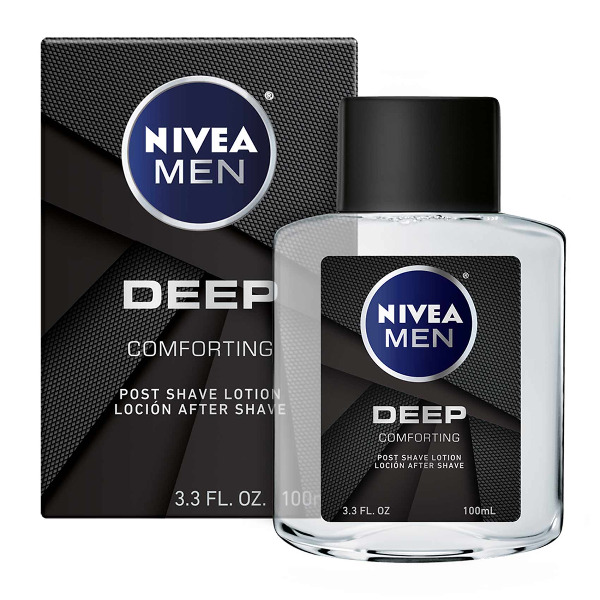 NIVEA
MEN
®
DEEP
COMFORTING
POST SHAVE LOTION
LOCIÓN AFTER SHAVE
3.3 FL. OZ. 100m
NIVEA
MEN
®
DEEP
COMFORTING
POST SHAVE LOTION
LOCIÓN AFTER SHAVE
3.3 FL. OZ 100mL